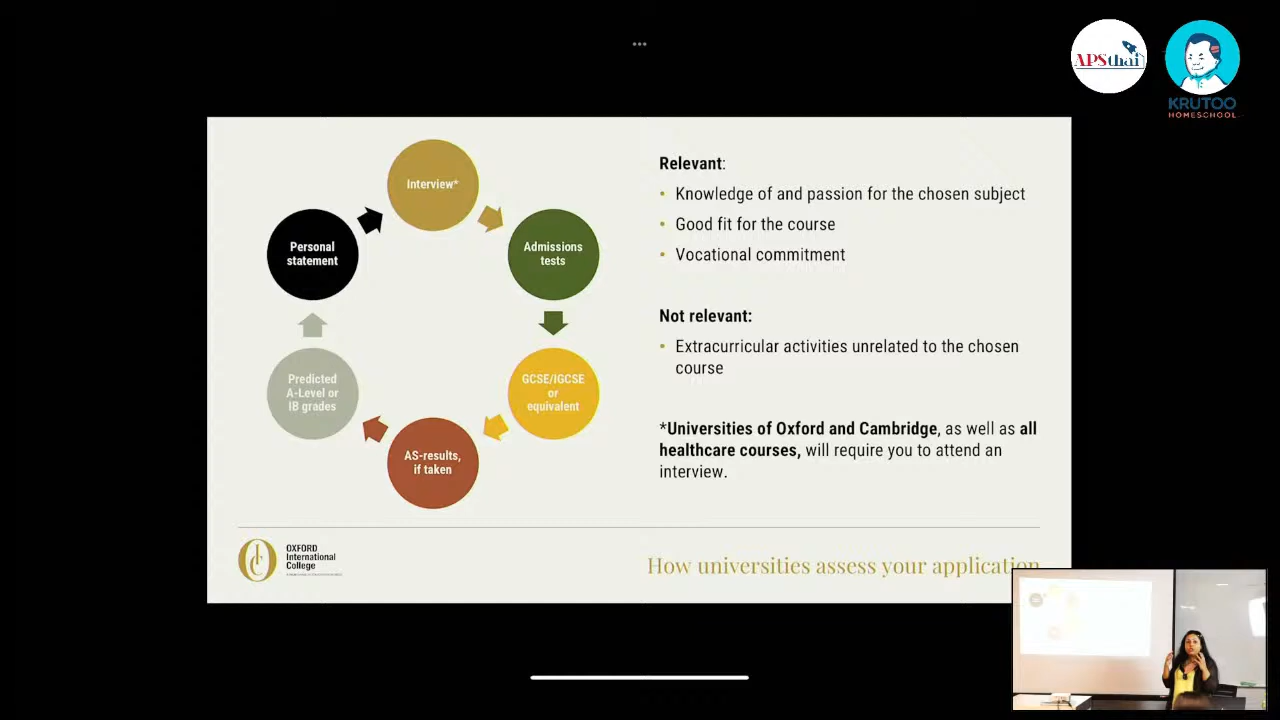 APSthai
KRUTOO
HOMESCHOOL
Interview*
Personal
statement
Admissions
tests
Predicted
A-Level or
IB grades
GCSE/IGCSE
or
equivalent
AS-results,
if taken
Relevant:
• Knowledge of and passion for the chosen subject
• Good fit for the course
• Vocational commitment
Not relevant:
• Extracurricular activities unrelated to the chosen
course
*Universities of Oxford and Cambridge, as well as all
healthcare courses, will require you to attend an
interview.
OXFORD
International
College
How universities assess your application